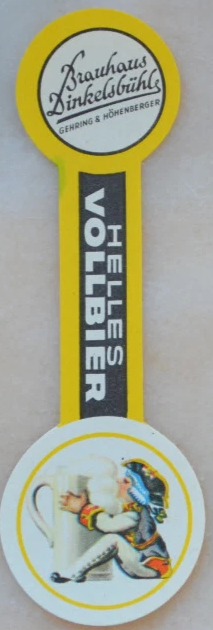 Brauhaus
Dinkelsbühl
GEHRING & HÖHENBERGER
HELLES
VOLLBIER